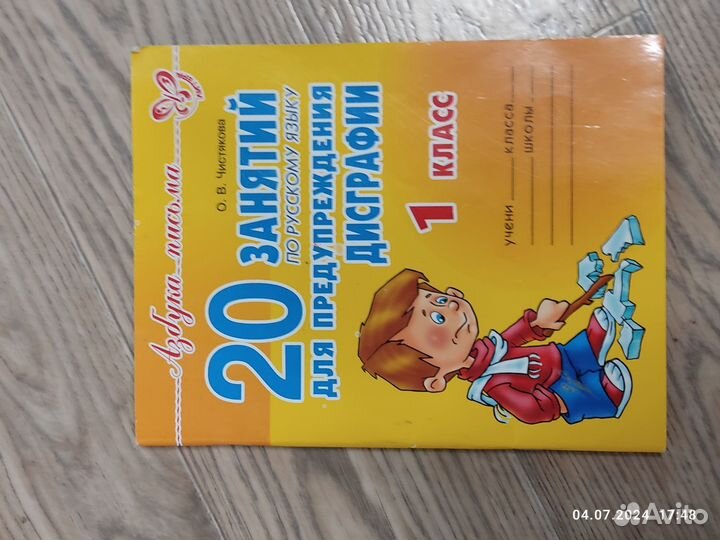 Азбука письма
О. В. Чистякова
20 ЗАНЯТИЙ
ПО РУССКОМУ ЯЗЫКУ
ДЛЯ ПРЕДУПРЕЖДЕНИЯ
ДИСГРАФИИ
1 КЛАСС
учени класса
школы
04.07.2024 17:48
Avito